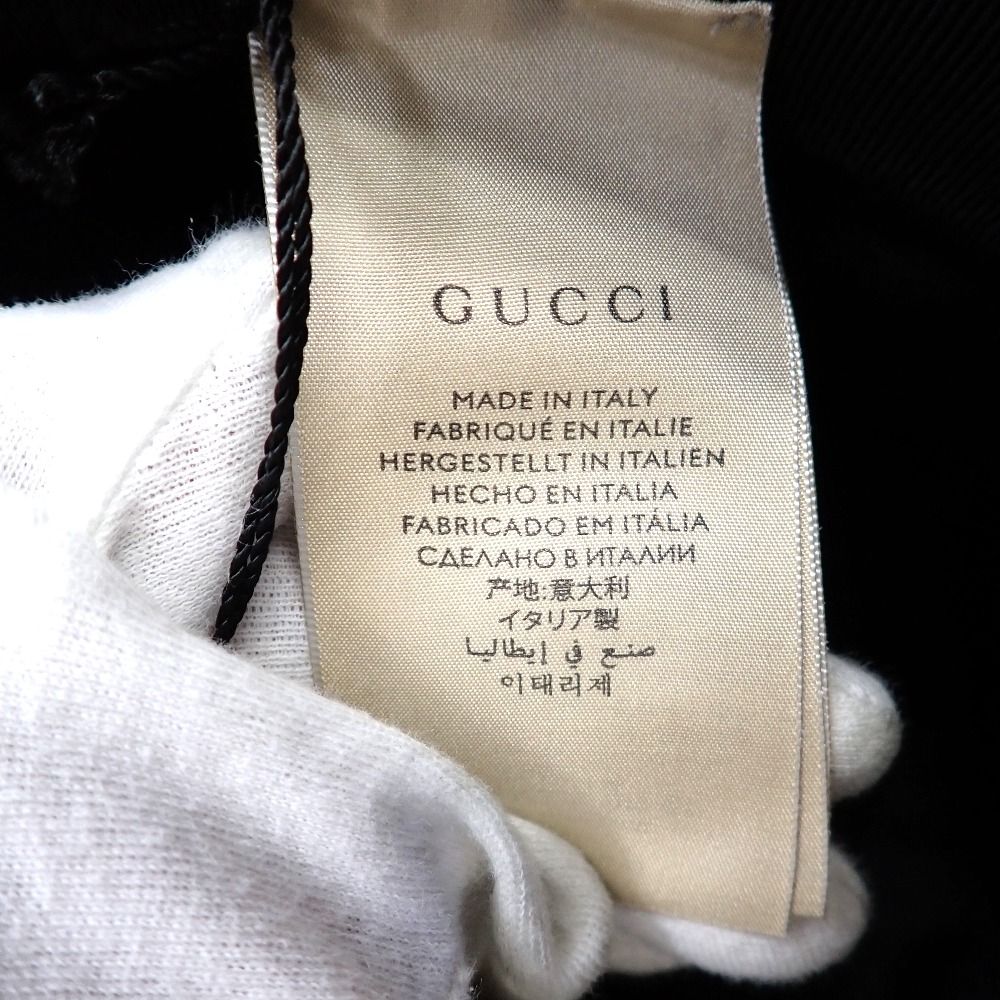 GUCCI
MADE IN ITALY
FABRIQUÉ EN ITALIE
HERGESTELLT IN ITALIEN
HECHO EN ITALIA
FABRICADO EM ITÁLIA
СДЕЛАНО В ИТАЛИИ
产地:意大利
イタリア製
صنع في إيطاليا
이태리제